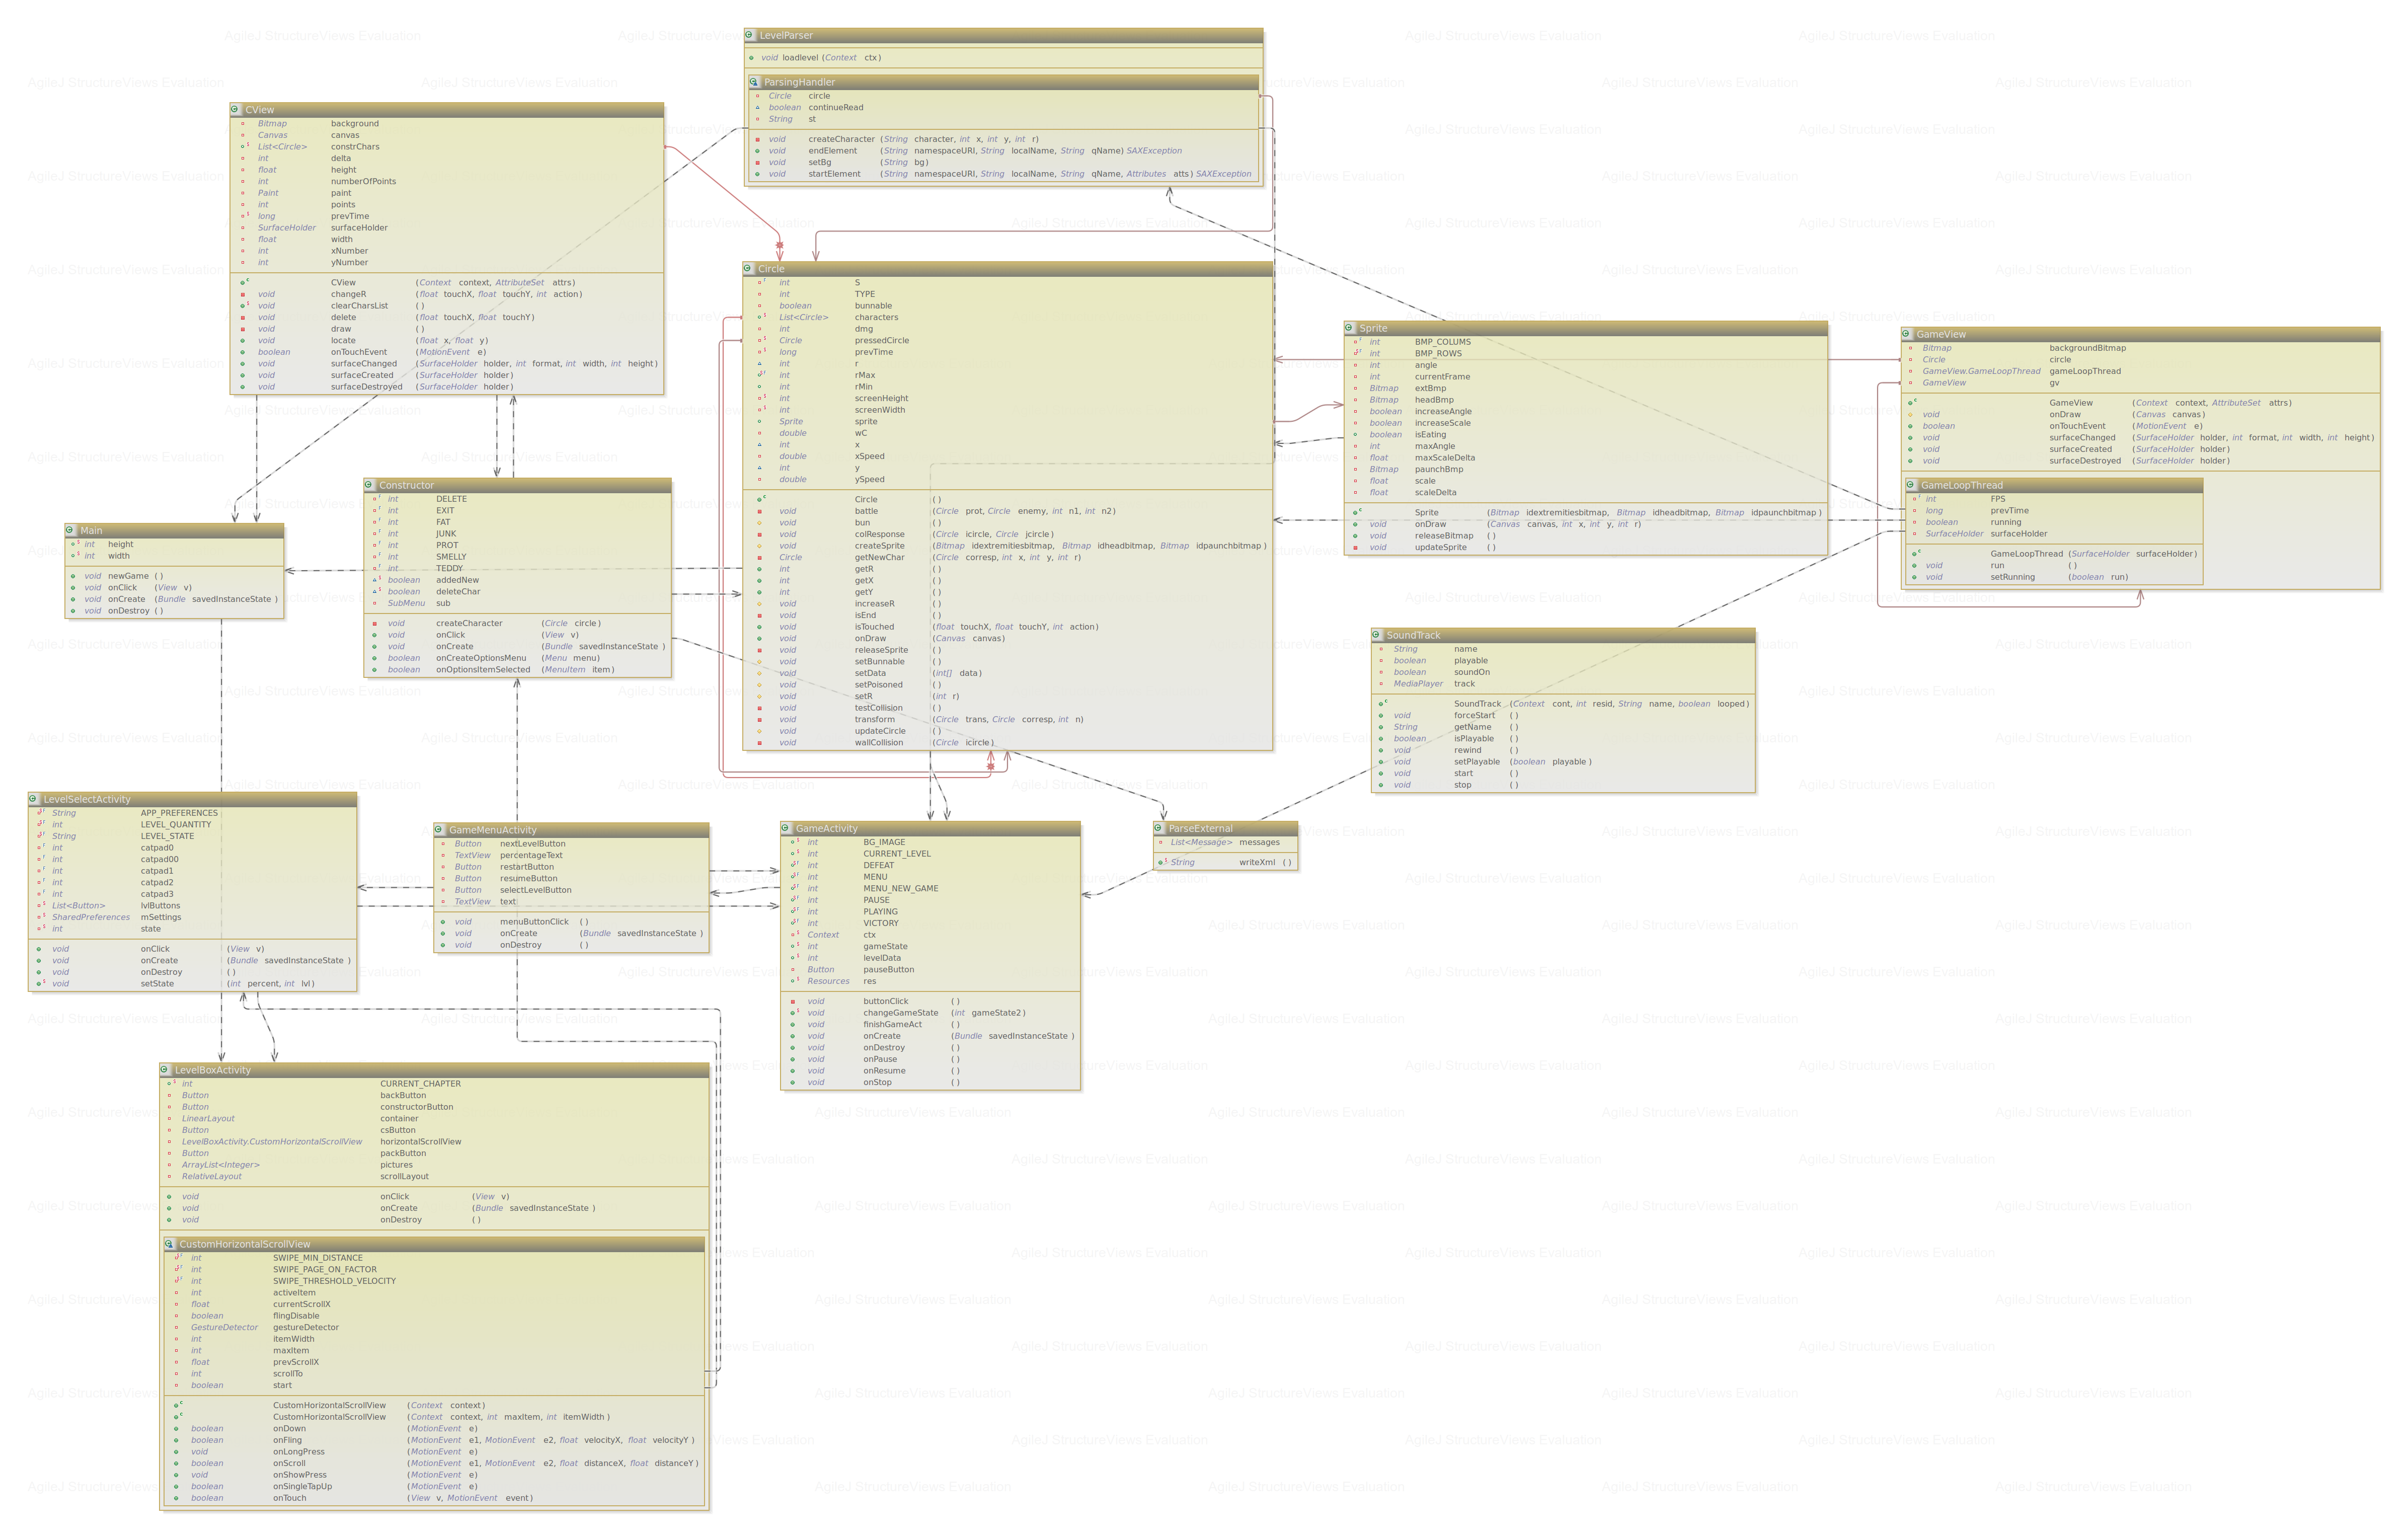 AgileJ StructureViews Evaluation
LevelParser
void loadlevel (Context ctx)
ParsingHandler
Circle circle
boolean continueRead
String st
void createCharacter (String character, int x, int y, int r)
void endElement (String namespaceURI, String localName, String qName) SAXException
void setBg (String bg)
void startElement (String namespaceURI, String localName, String qName, Attributes atts) SAXException
CView
Bitmap background
Canvas canvas
List<Circle> constrChars
int delta
float height
int numberOfPoints
Paint paint
int points
long prevTime
SurfaceHolder surfaceHolder
float width
int xNumber
int yNumber
CView (Context context, AttributeSet attrs)
void changeR (float touchX, float touchY, int action)
void clearCharsList ()
void delete (float touchX, float touchY)
void draw ()
void locate (float x, float y)
boolean onTouchEvent (MotionEvent e)
void surfaceChanged (SurfaceHolder holder, int format, int width, int height)
void surfaceCreated (SurfaceHolder holder)
void surfaceDestroyed (SurfaceHolder holder)
Circle
int S
int TYPE
boolean bunnable
List<Circle> characters
int dmg
Circle pressedCircle
long prevTime
int r
int rMax
int rMin
int screenHeight
int screenWidth
Sprite sprite
double wC
int x
double xSpeed
int y
double ySpeed
Circle ()
void battle (Circle prot, Circle enemy, int n1, int n2)
void bun ()
void colResponse (Circle icircle, Circle jcircle)
void createSprite (Bitmap idextremitiesbitmap, Bitmap idheadbitmap, Bitmap idpaunchbitmap)
Circle getNewChar (Circle corresp, int x, int y, int r)
int getR ()
int getX ()
int getY ()
void increaseR ()
void isEnd ()
void isTouched (float touchX, float touchY, int action)
void onDraw (Canvas canvas)
void releaseSprite ()
void setBunnable ()
void setData (int[] data)
void setPoisoned ()
void setR (int r)
void testCollision ()
void transform (Circle trans, Circle corresp, int n)
void updateCircle ()
void wallCollision (Circle icircle)
Sprite
int BMP_COLUMS
int BMP_ROWS
int angle
int currentFrame
Bitmap extBmp
Bitmap headBmp
boolean increaseAngle
boolean increaseScale
boolean isEating
int maxAngle
float maxScaleDelta
Bitmap paunchBmp
float scale
float scaleDelta
Sprite (Bitmap idextremitiesbitmap, Bitmap idheadbitmap, Bitmap idpaunchbitmap)
void onDraw (Canvas canvas, int x, int y, int r)
void releaseBitmap ()
void updateSprite ()
GameView
Bitmap backgroundBitmap
Circle circle
GameView.GameLoopThread gameLoopThread
GameView gv
GameView (Context context, AttributeSet attrs)
void onDraw (Canvas canvas)
boolean onTouchEvent (MotionEvent e)
void surfaceChanged (SurfaceHolder holder, int format, int width, int height)
void surfaceCreated (SurfaceHolder holder)
void surfaceDestroyed (SurfaceHolder holder)
GameLoopThread
int FPS
long prevTime
boolean running
SurfaceHolder surfaceHolder
GameLoopThread (SurfaceHolder surfaceHolder)
void run ()
void setRunning (boolean run)
Constructor
int DELETE
int EXIT
int FAT
int JUNK
int PROT
int SMELLY
int TEDDY
boolean addedNew
boolean deleteChar
SubMenu sub
void createCharacter (Circle circle)
void onClick (View v)
void onCreate (Bundle savedInstanceState)
boolean onCreateOptionsMenu (Menu menu)
boolean onOptionsItemSelected (MenuItem item)
Main
int height
int width
void newGame ()
void onClick (View v)
void onCreate (Bundle savedInstanceState)
void onDestroy ()
SoundTrack
String name
boolean playable
boolean soundOn
MediaPlayer track
SoundTrack (Context cont, int resid, String name, boolean looped)
void forceStart ()
String getName ()
boolean isPlayable ()
void rewind ()
void setPlayable (boolean playable)
void start ()
void stop ()
LevelSelectActivity
String APP_PREFERENCES
int LEVEL_QUANTITY
String LEVEL_STATE
int catpad0
int catpad00
int catpad1
int catpad2
int catpad3
List<Button> lvlButtons
SharedPreferences mSettings
int state
void onClick (View v)
void onCreate (Bundle savedInstanceState)
void onDestroy ()
void setState (int percent, int lvl)
GameMenuActivity
Button nextLevelButton
TextView percentageText
Button restartButton
Button resumeButton
Button selectLevelButton
TextView text
void menuButtonClick ()
void onCreate (Bundle savedInstanceState)
void onDestroy ()
GameActivity
int BG_IMAGE
int CURRENT_LEVEL
int DEFEAT
int MENU
int MENU_NEW_GAME
int PAUSE
int PLAYING
int VICTORY
Context ctx
int gameState
int levelData
Button pauseButton
Resources res
void buttonClick ()
void changeGameState (int gameState2)
void finishGameAct ()
void onCreate (Bundle savedInstanceState)
void onDestroy ()
void onPause ()
void onResume ()
void onStop ()
ParseExternal
List<Message> messages
String writeXml ()
LevelBoxActivity
int CURRENT_CHAPTER
Button backButton
Button constructorButton
LinearLayout container
Button csButton
LevelBoxActivity.CustomHorizontalScrollView horizontalScrollView
Button packButton
ArrayList<Integer> pictures
RelativeLayout scrollLayout
void onClick (View v)
void onCreate (Bundle savedInstanceState)
void onDestroy ()
CustomHorizontalScrollView
int SWIPE_MIN_DISTANCE
int SWIPE_PAGE_ON_FACTOR
int SWIPE_THRESHOLD_VELOCITY
int activeItem
float currentScrollX
boolean flingDisable
GestureDetector gestureDetector
int itemWidth
int maxItem
float prevScrollX
int scrollTo
boolean start
CustomHorizontalScrollView (Context context)
CustomHorizontalScrollView (Context context, int maxItem, int itemWidth)
boolean onDown (MotionEvent e)
boolean onFling (MotionEvent e1, MotionEvent e2, float velocityX, float velocityY)
void onLongPress (MotionEvent e)
boolean onScroll (MotionEvent e1, MotionEvent e2, float distanceX, float distanceY)
void onShowPress (MotionEvent e)
boolean onSingleTapUp (MotionEvent e)
boolean onTouch (View v, MotionEvent event)